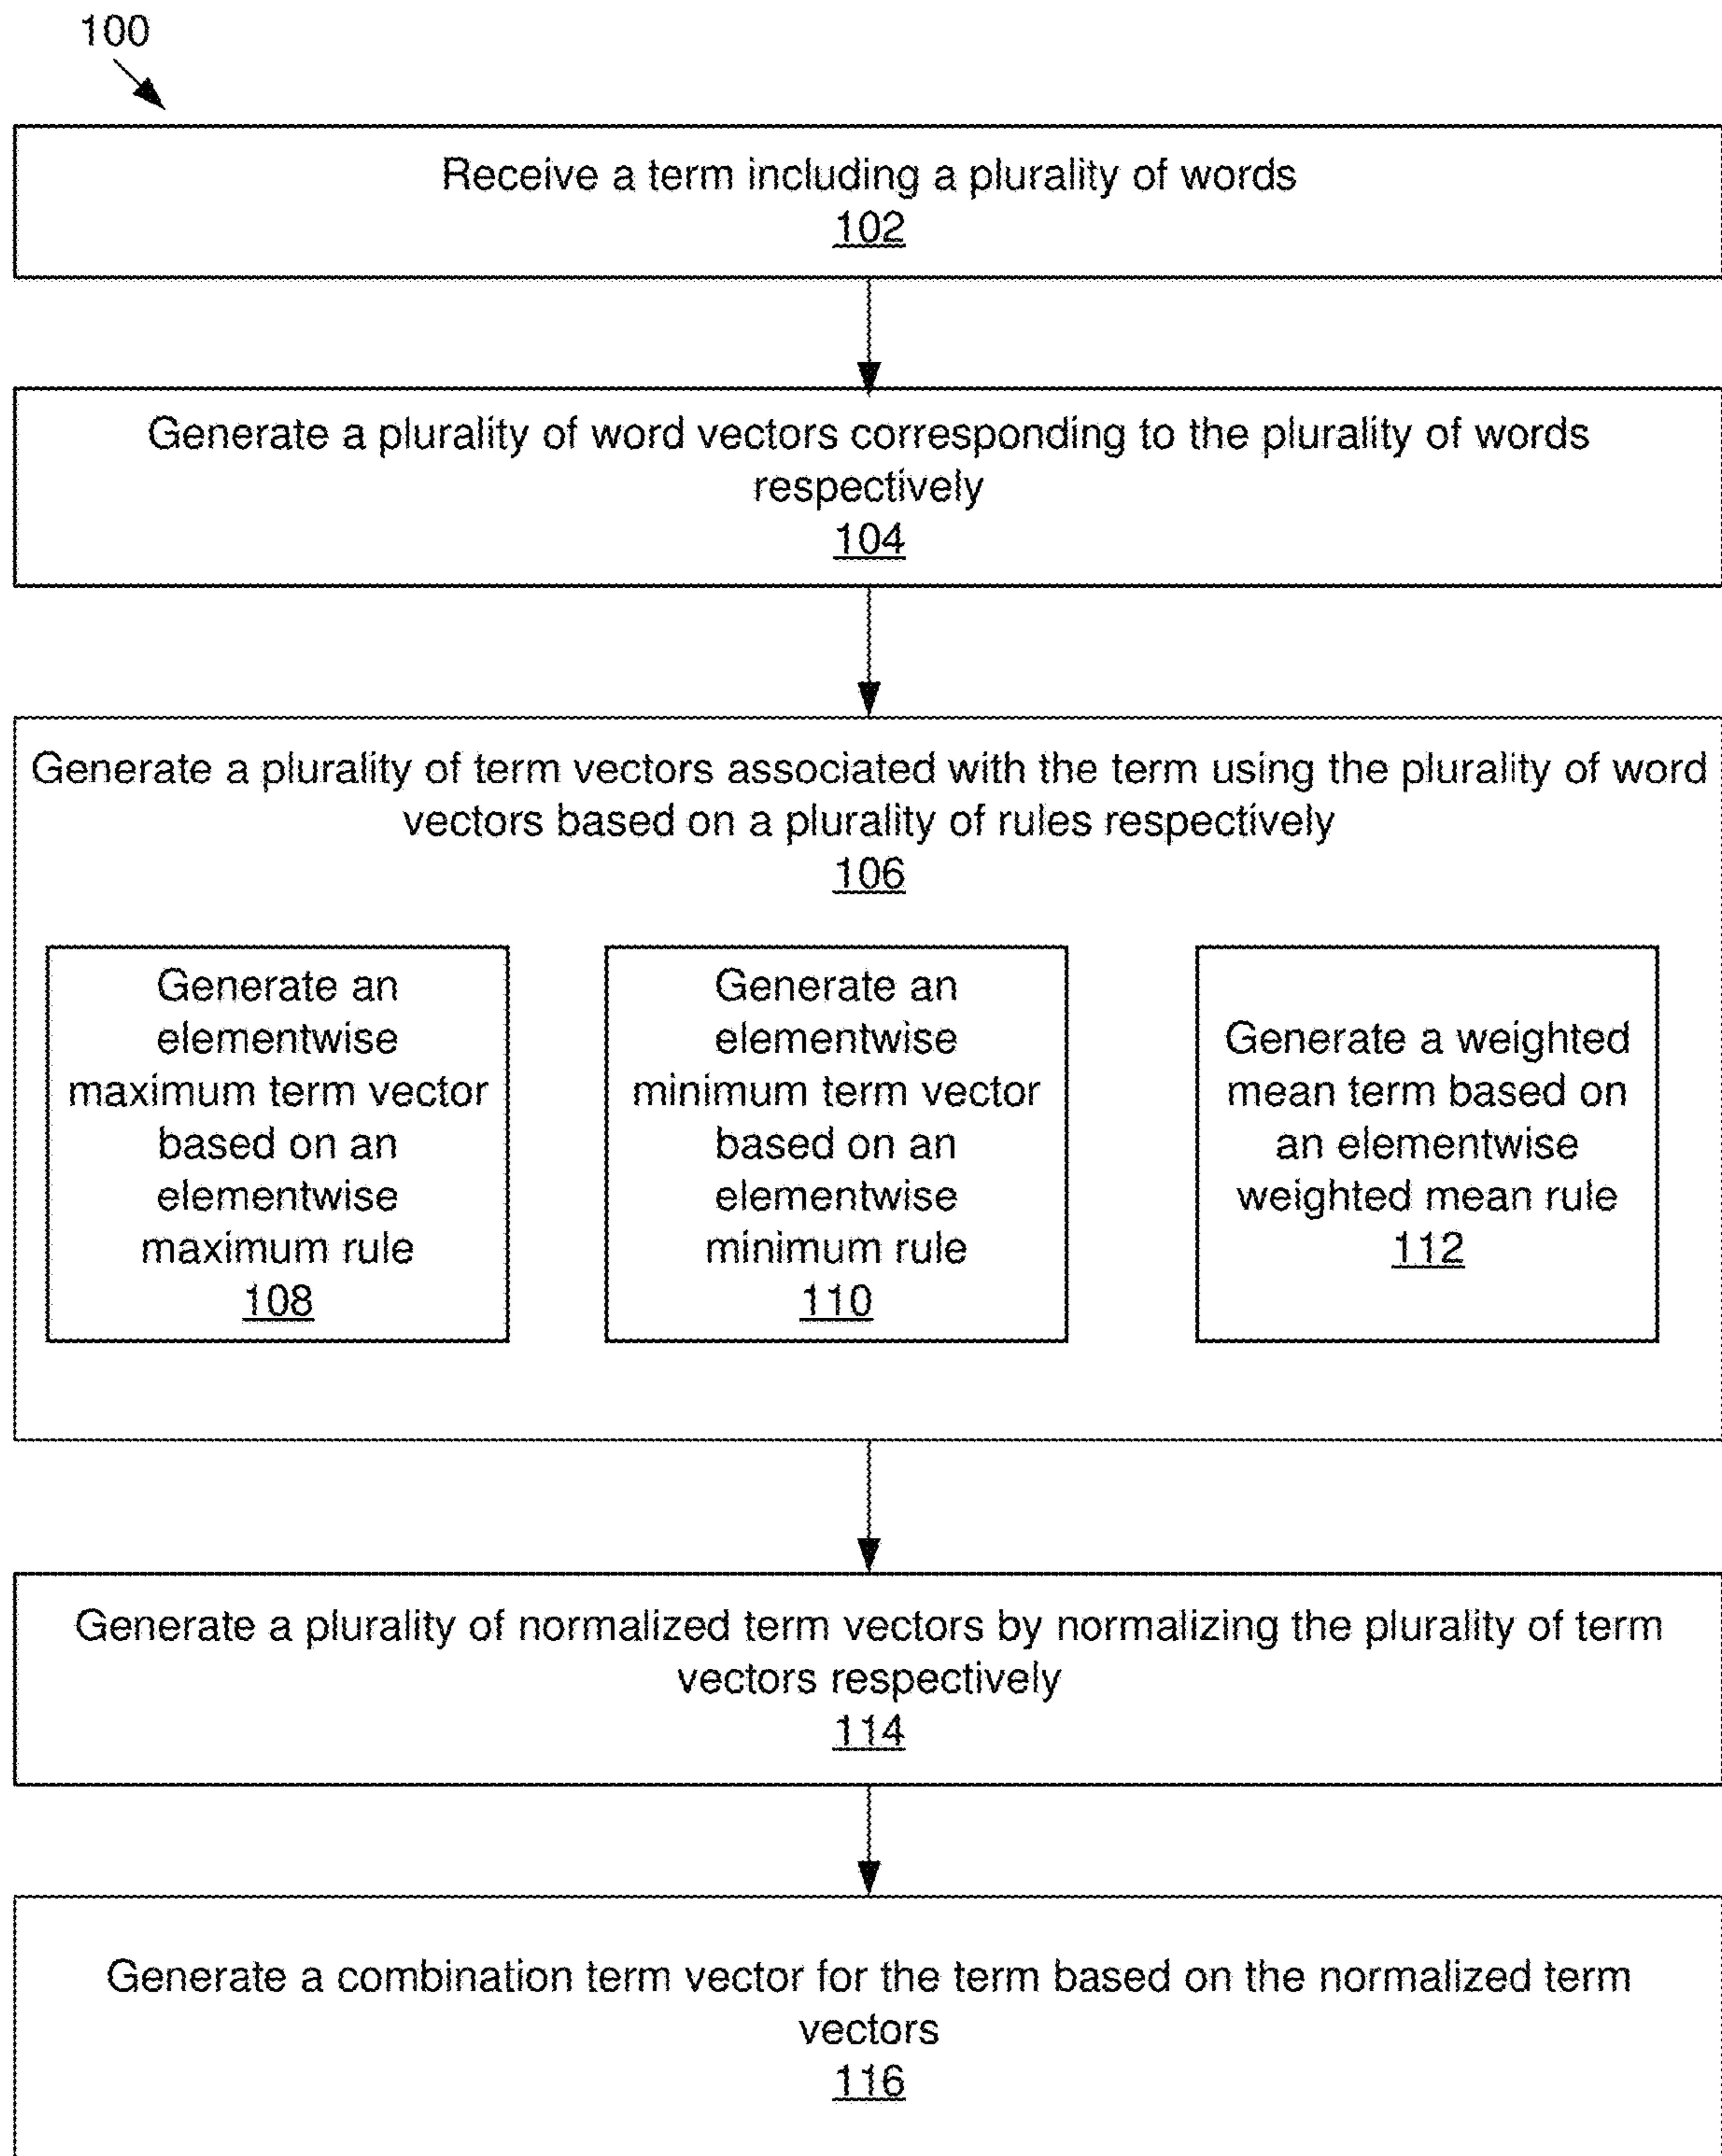 100
Receive a term including a plurality of words
102
Generate a plurality of word vectors corresponding to the plurality of words
respectively
104
Generate a plurality of term vectors associated with the term using the plurality of word
vectors based on a plurality of rules respectively
106
Generate an
elementwise
maximum term vector
based on an
elementwise
maximum rule
108
Generate an
elementwise
minimum term vector
based on an
elementwise
minimum rule
110
Generate a weighted
mean term based on
an elementwise
weighted mean rule
112
Generate a plurality of normalized term vectors by normalizing the plurality of term
vectors respectively
114
Generate a combination term vector for the term based on the normalized term
vectors
116